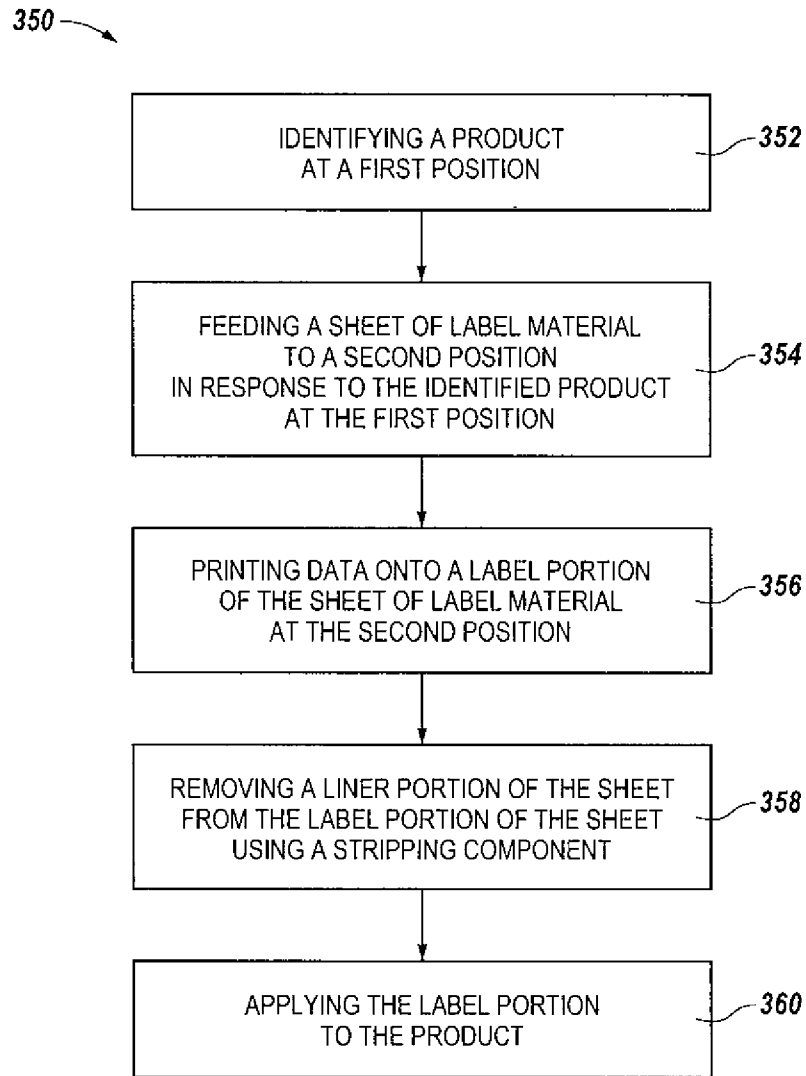 350
IDENTIFYING A PRODUCT
AT A FIRST POSITION
352
FEEDING A SHEET OF LABEL MATERIAL
TO A SECOND POSITION
IN RESPONSE TO THE IDENTIFIED PRODUCT
AT THE FIRST POSITION
354
PRINTING DATA ONTO A LABEL PORTION
OF THE SHEET OF LABEL MATERIAL
AT THE SECOND POSITION
356
REMOVING A LINER PORTION OF THE SHEET
FROM THE LABEL PORTION OF THE SHEET
USING A STRIPPING COMPONENT
358
APPLYING THE LABEL PORTION
TO THE PRODUCT
360